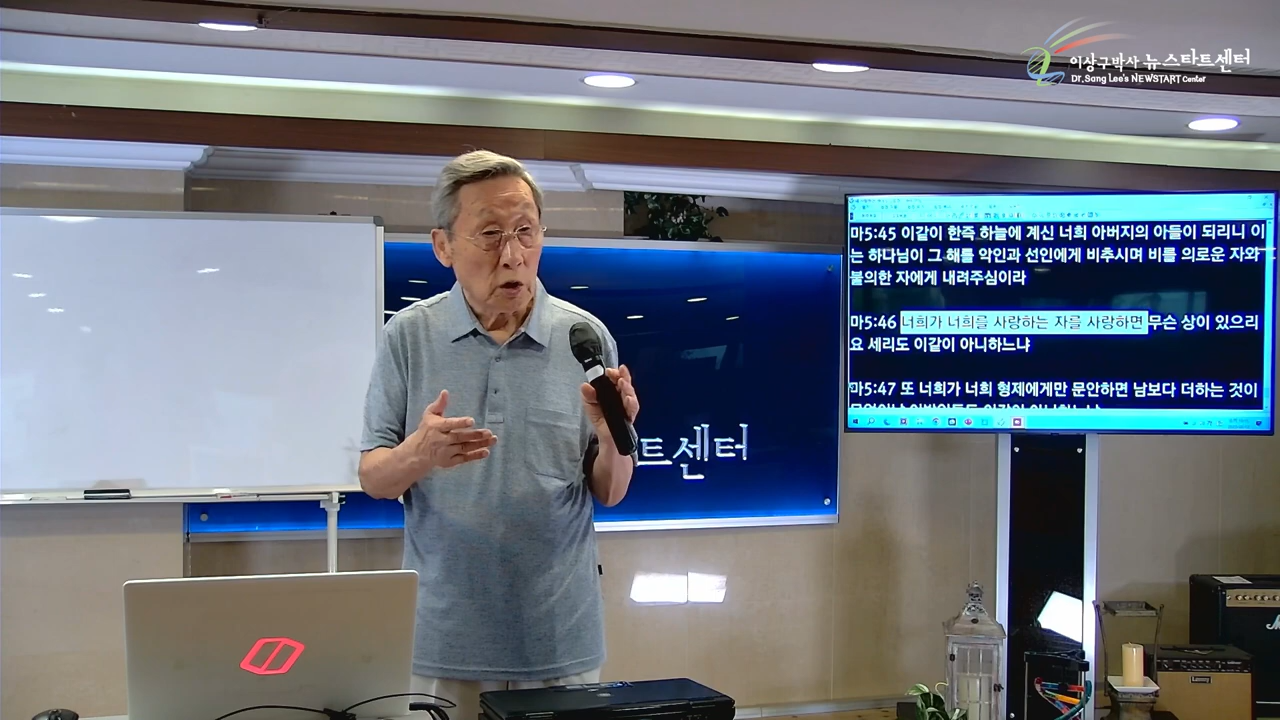 이상구박사 뉴스타트센터
Dr. Sang Lee's NEWSTART Center
마5:45 이같이 한즉 하늘에 계신 너희 아버지의 아들이 되리니 이
는 하나님이 그 해를 악인과 선인에게 비추시며 비를 의로운 자와
불의한 자에게 내려주심이라
마5:46 너희가 너희를 사랑하는 자를 사랑하면 무슨 상이 있으리
요 세리도 이같이 아니하느냐
마5:47 또 너희가 너희 형제에게만 문안하면 남보다 더하는 것이
트센터
Laney